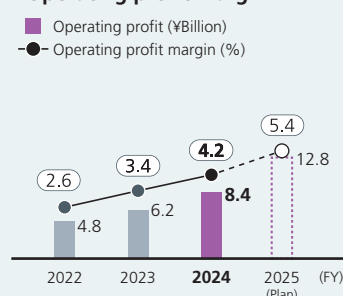 Operating profit (¥Billion)
Operating profit margin (%)
5.4
4.2
12.8
3.4
2.6
8.4
6.2
4.8
2022 2023 2024 2025 (FY)
(Plan)